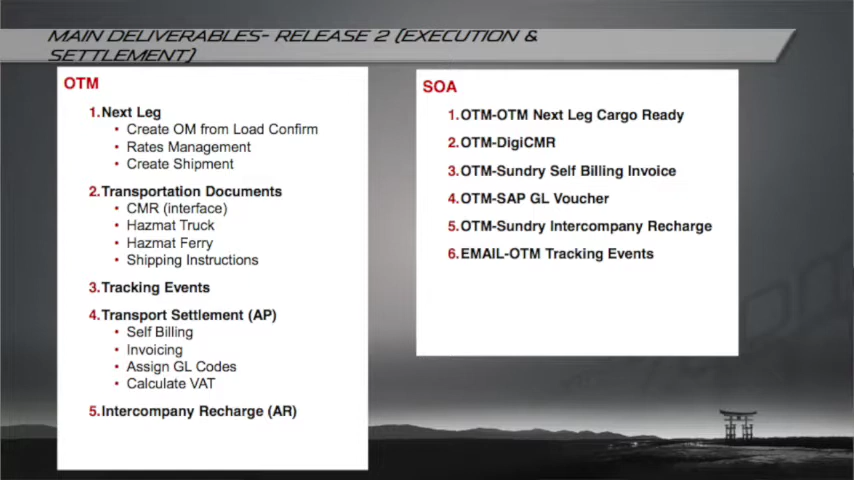 MAIN DELIVERABLES- RELEASE 2 (EXECUTION &
SETTLEMENT)
OTM
1. Next Leg
• Create OM from Load Confirm
• Rates Management
• Create Shipment
2. Transportation Documents
• CMR (interface)
• Hazmat Truck
• Hazmat Ferry
• Shipping Instructions
3. Tracking Events
4. Transport Settlement (AP)
• Self Billing
• Invoicing
• Assign GL Codes
• Calculate VAT
5. Intercompany Recharge (AR)
SOA
1. OTM-OTM Next Leg Cargo Ready
2. OTM-DigiCMR
3. OTM-Sundry Self Billing Invoice
4. OTM-SAP GL Voucher
5. OTM-Sundry Intercompany Recharge
6. EMAIL-OTM Tracking Events